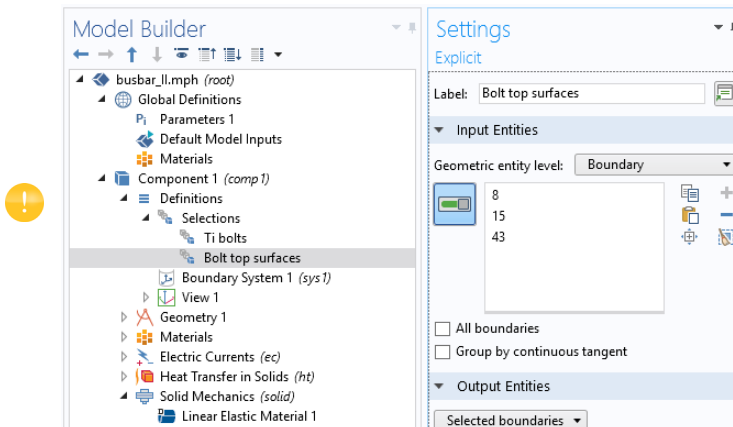 Model Builder
busbar_II.mph (root)
Global Definitions
Pi Parameters 1
Default Model Inputs
Materials
Component 1 (comp1)
Definitions
Selections
Ti bolts
Bolt top surfaces
Boundary System 1 (sys1)
View 1
Geometry 1
Materials
Electric Currents (ec)
Heat Transfer in Solids (ht)
Solid Mechanics (solid)
Linear Elastic Material 1
Settings
Explicit
Label: Bolt top surfaces
Input Entities
Geometric entity level: Boundary
8
15
43
All boundaries
Group by continuous tangent
Output Entities
Selected boundaries